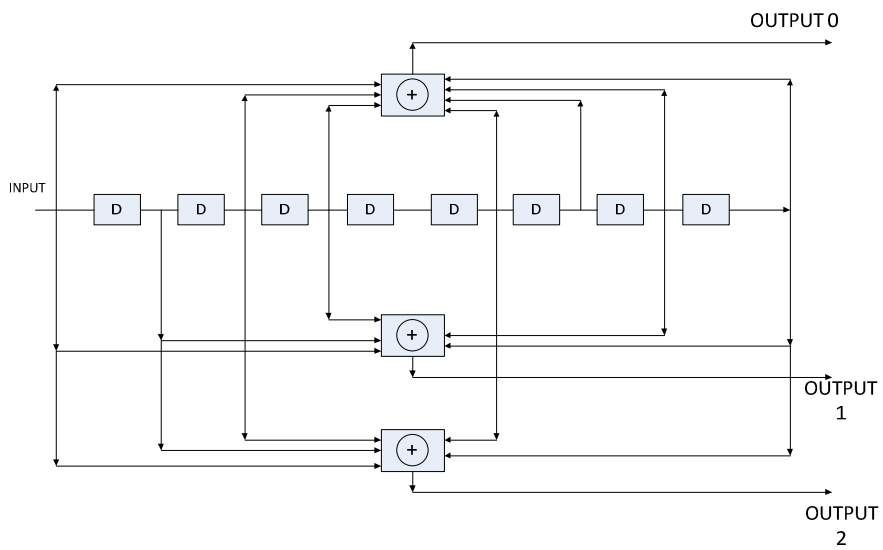 OUTPUT 0
+
INPUT
D D D D D D D D
+
OUTPUT
1
+
OUTPUT
2